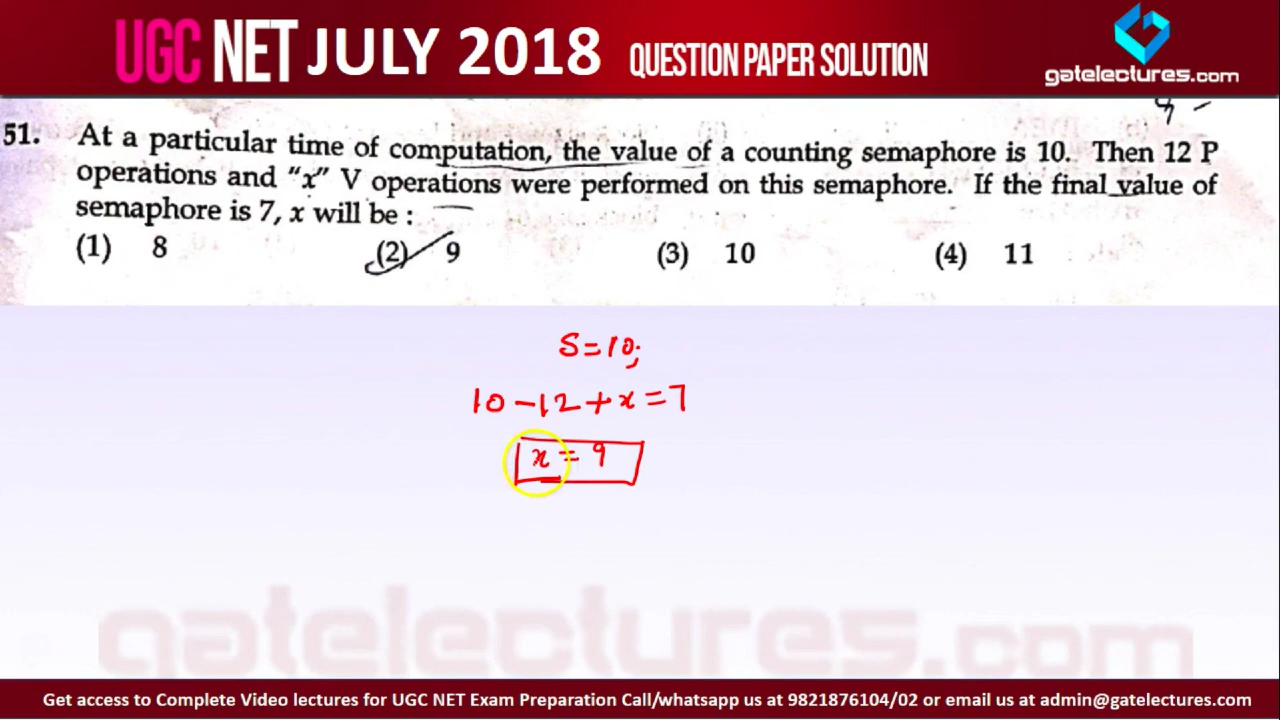 UGC NET JULY 2018 QUESTION PAPER SOLUTION
gatelectures.com
51. At a particular time of computation, the value of a counting semaphore is 10. Then 12 P
operations and "x" V operations were performed on this semaphore. If the final value of
semaphore is 7, x will be :
(1) 8 (2) 9 (3) 10 (4) 11
S=10;
10-12+x=7
x=9
gatelectures.com
Get access to Complete Video lectures for UGC NET Exam Preparation Call/whatsapp us at 9821876104/02 or email us at admin@gatelectures.com